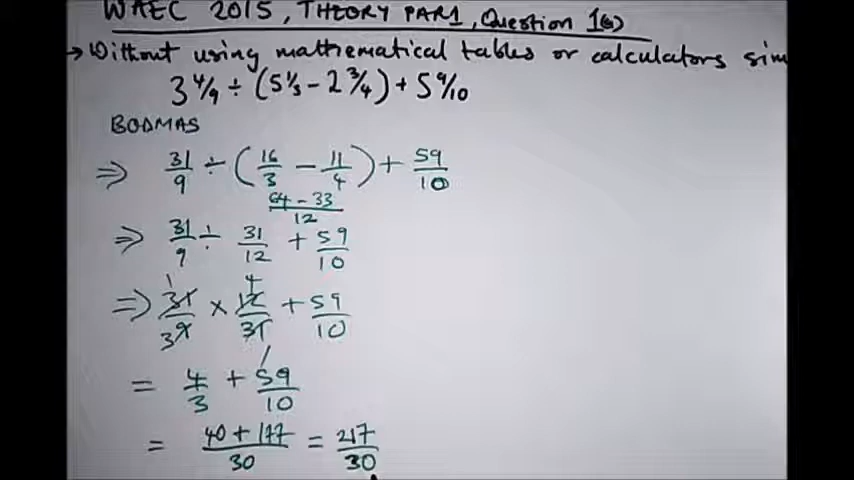 WAEC 2015, THEORY PART 1, Question 1(a)
→ Without using mathematical tables or calculators sim
3 4/9 ÷ (5 1/3 - 2 3/4) + 5 9/10
BODMAS
⇒ 31/9 ÷ (16/3 - 11/4) + 59/10
64 - 33/12
⇒ 31/9 ÷ 31/12 + 59/10
⇒ 1 31/3 9 × 4 12/31 1 + 59/10
= 4/3 + 59/10
= 40 + 177/30 = 217/30